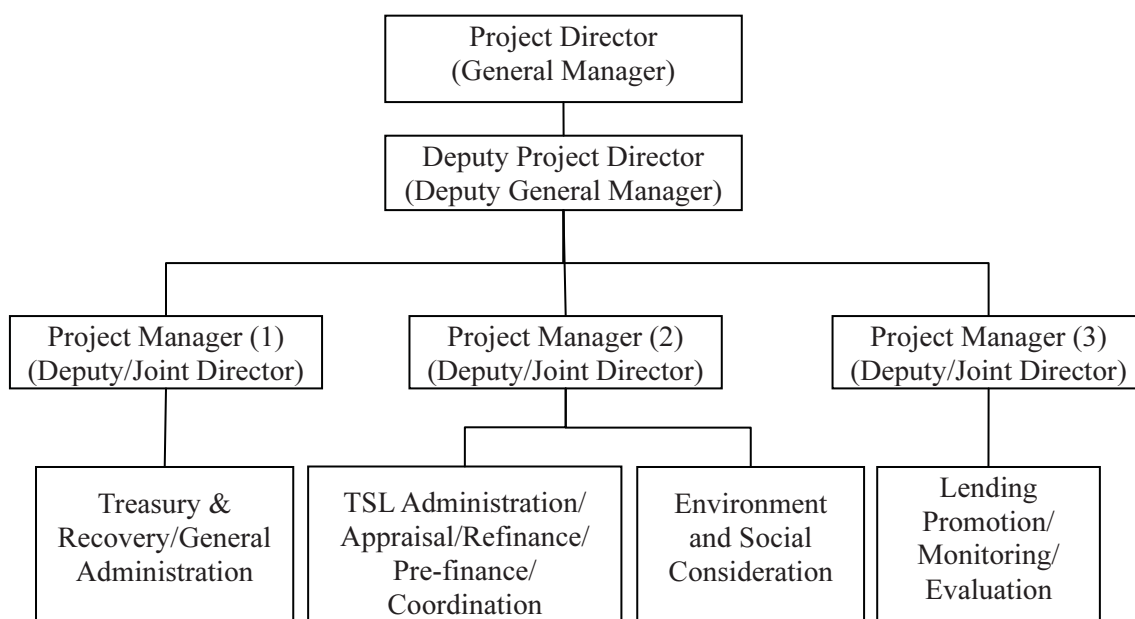 Project Director
(General Manager)
Deputy Project Director
(Deputy General Manager)
Project Manager (1)
(Deputy/Joint Director)
Project Manager (2)
(Deputy/Joint Director)
Project Manager (3)
(Deputy/Joint Director)
Treasury &
Recovery/General
Administration
TSL Administration/
Appraisal/Refinance/
Pre-finance/
Coordination
Environment
and Social
Consideration
Lending
Promotion/
Monitoring/
Evaluation